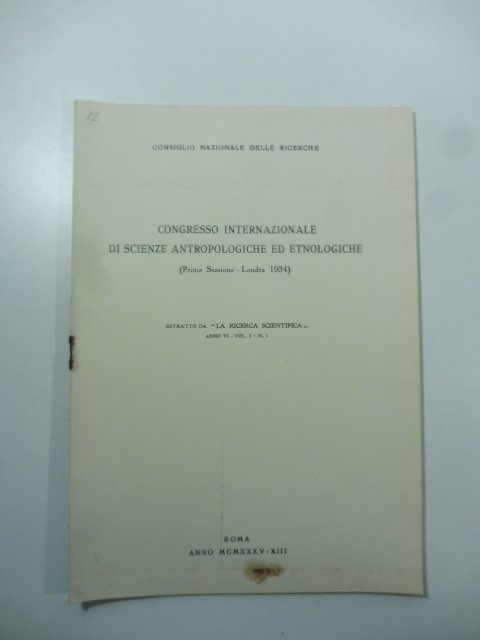 17
CONSIGLIO NAZIONALE DELLE RICERCHE
CONGRESSO INTERNAZIONALE
DI SCIENZE ANTROPOLOGICHE ED ETNOLOGICHE
(Prima Sessione - Londra 1934)
ESTRATTO DA "LA RICERCA SCIENTIFICA„
ANNO VI - VOL. I - N. 1
ROMA
ANNO MCMXXXV-XIII